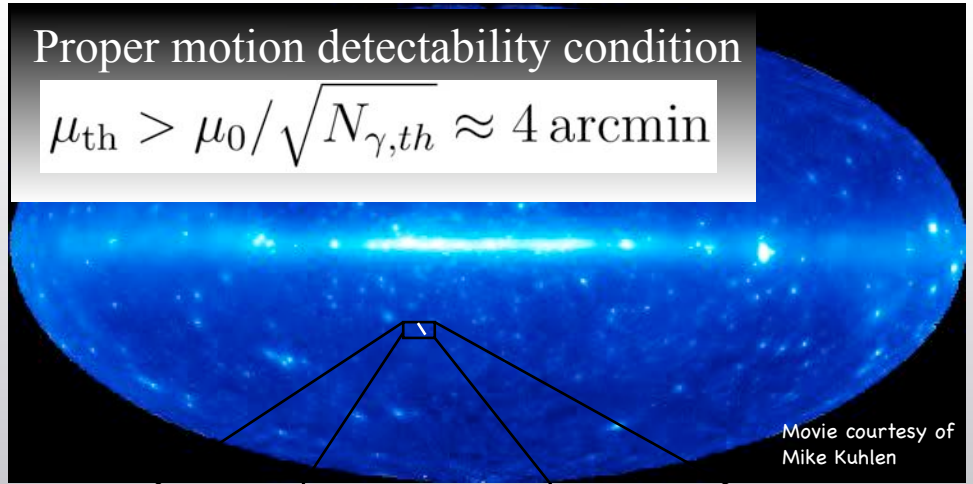 Proper motion detectability condition
μ_th > μ_0/√N_γ,th ≈ 4 arcmin
Movie courtesy of
Mike Kuhlen